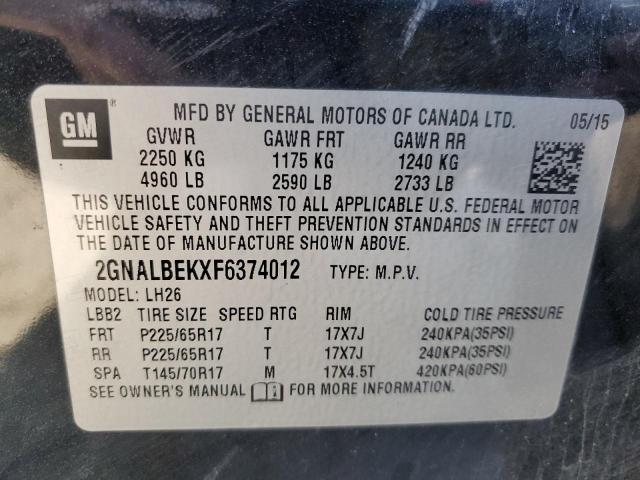 GM ®
MFD BY GENERAL MOTORS OF CANADA LTD. 05/15
GVWR GAWR FRT GAWR RR
2250 KG 1175 KG 1240 KG
4960 LB 2590 LB 2733 LB
THIS VEHICLE CONFORMS TO ALL APPLICABLE U.S. FEDERAL MOTOR
VEHICLE SAFETY AND THEFT PREVENTION STANDARDS IN EFFECT ON
THE DATE OF MANUFACTURE SHOWN ABOVE.
2GNALBEKXF6374012 TYPE: M.P.V.
MODEL: LH26
LBB2 TIRE SIZE SPEED RTG RIM COLD TIRE PRESSURE
FRT P225/65R17 T 17X7J 240KPA(35PSI)
RR P225/65R17 T 17X7J 240KPA(35PSI)
SPA T145/70R17 M 17X4.5T 420KPA(60PSI)
SEE OWNER'S MANUAL FOR MORE INFORMATION.